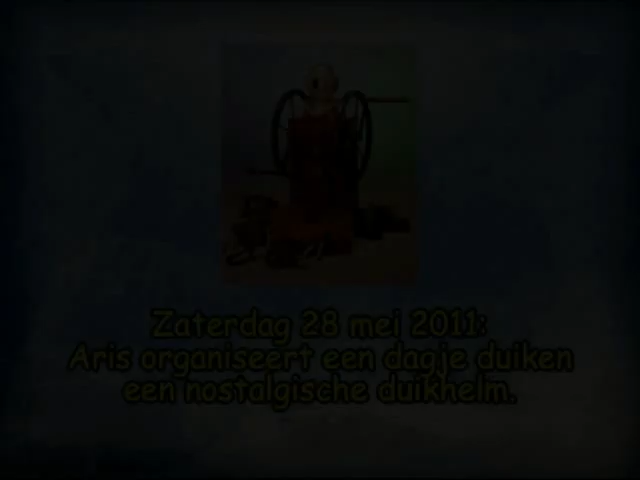 Zaterdag 28 mei 2011:
Aris organiseert een dagje duiken
een nostalgische duikhelm.